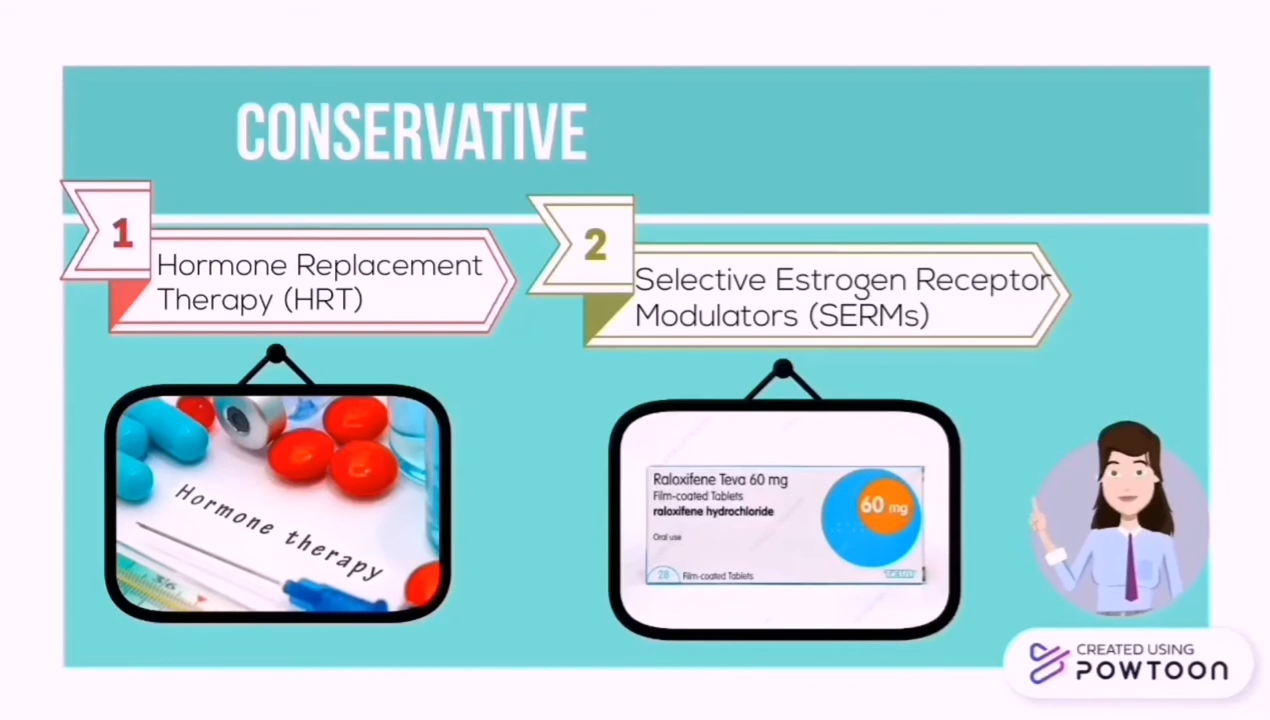 CONSERVATIVE
1
Hormone Replacement
Therapy (HRT)
2
Selective Estrogen Receptor
Modulators (SERMs)
Hormone therapy
Raloxifene Teva 60 mg
Film-coated Tablets
raloxifene hydrochloride
Oral use
60 mg
28 Film-coated Tablets
CREATED USING
POWTOON